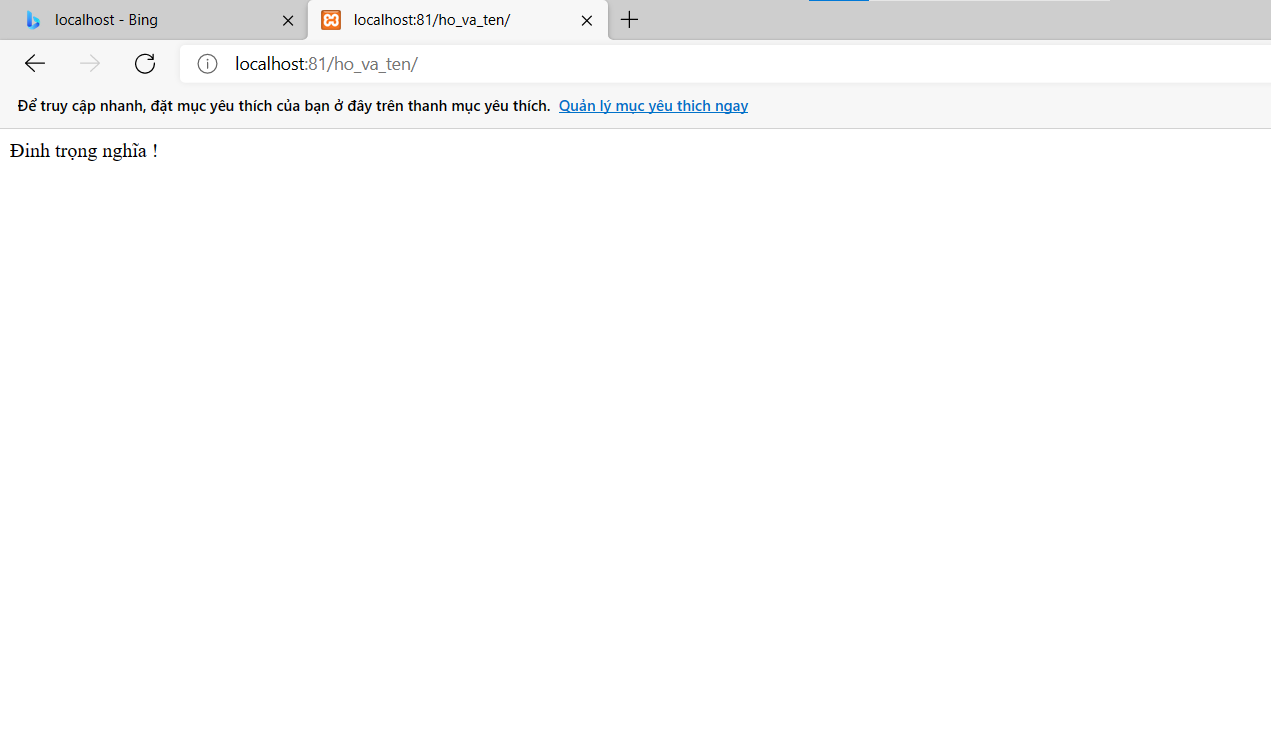 localhost - Bing
localhost:81/ho_va_ten/
localhost:81/ho_va_ten/
Để truy cập nhanh, đặt mục yêu thích của bạn ở đây trên thanh mục yêu thích. Quản lý mục yêu thích ngay
Đinh trọng nghĩa !